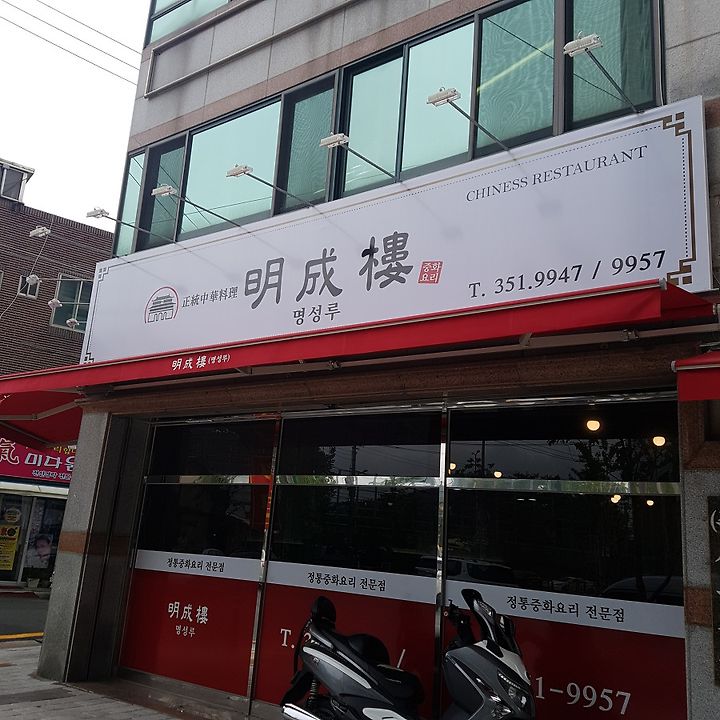 CHINESS RESTAURANT
正統中華料理 明成樓 중화요리
명성루
T. 351.9947 / 9957
明成樓 (명성루)
미다움
정통중화요리 전문점
정통중화요리 전문점
정통중화요리 전문점
明成樓
명성루
T.
/
1-9957